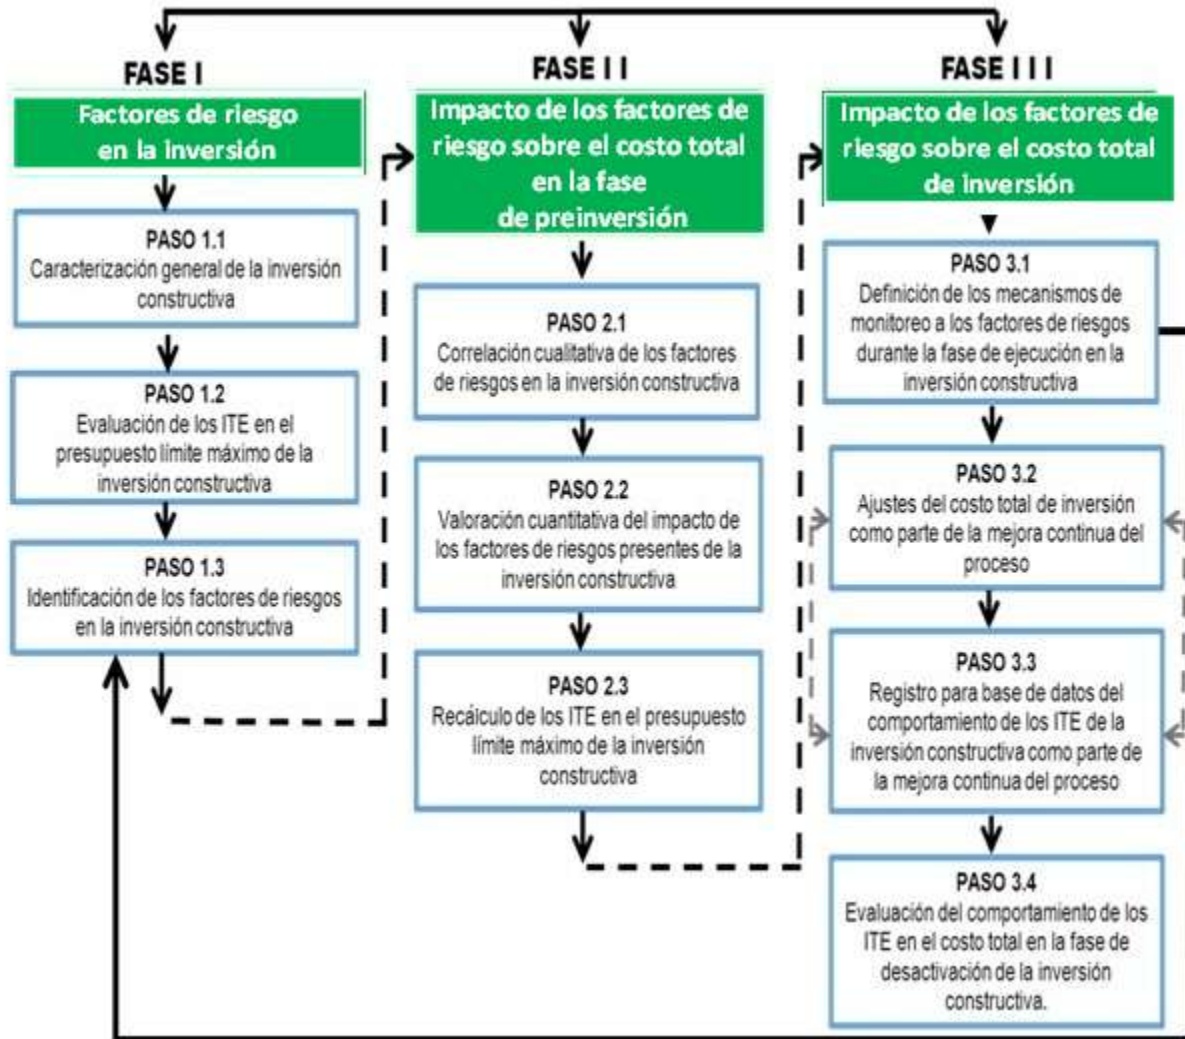 FASE I
Factores de riesgo
en la inversión
PASO 1.1
Caracterización general de la inversión
constructiva
PASO 1.2
Evaluación de los ITE en el
presupuesto límite máximo de la
inversión constructiva
PASO 1.3
Identificación de los factores de riesgos
en la inversión constructiva
FASE I I
Impacto de los factores de
riesgo sobre el costo total
en la fase
de preinversión
PASO 2.1
Correlación cualitativa de los factores
de riesgos en la inversión constructiva
PASO 2.2
Valoración cuantitativa del impacto de
los factores de riesgos presentes de la
inversión constructiva
PASO 2.3
Recálculo de los ITE en el presupuesto
límite máximo de la inversión
constructiva
FASE I I I
Impacto de los factores de
riesgo sobre el costo total
de inversión
PASO 3.1
Definición de los mecanismos de
monitoreo a los factores de riesgos
durante la fase de ejecución en la
inversión constructiva
PASO 3.2
Ajustes del costo total de inversión
como parte de la mejora continua del
proceso
PASO 3.3
Registro para base de datos del
comportamiento de los ITE de la
inversión constructiva como parte de
la mejora continua del proceso
PASO 3.4
Evaluación del comportamiento de los
ITE en el costo total en la fase de
desactivación de la inversión
constructiva.